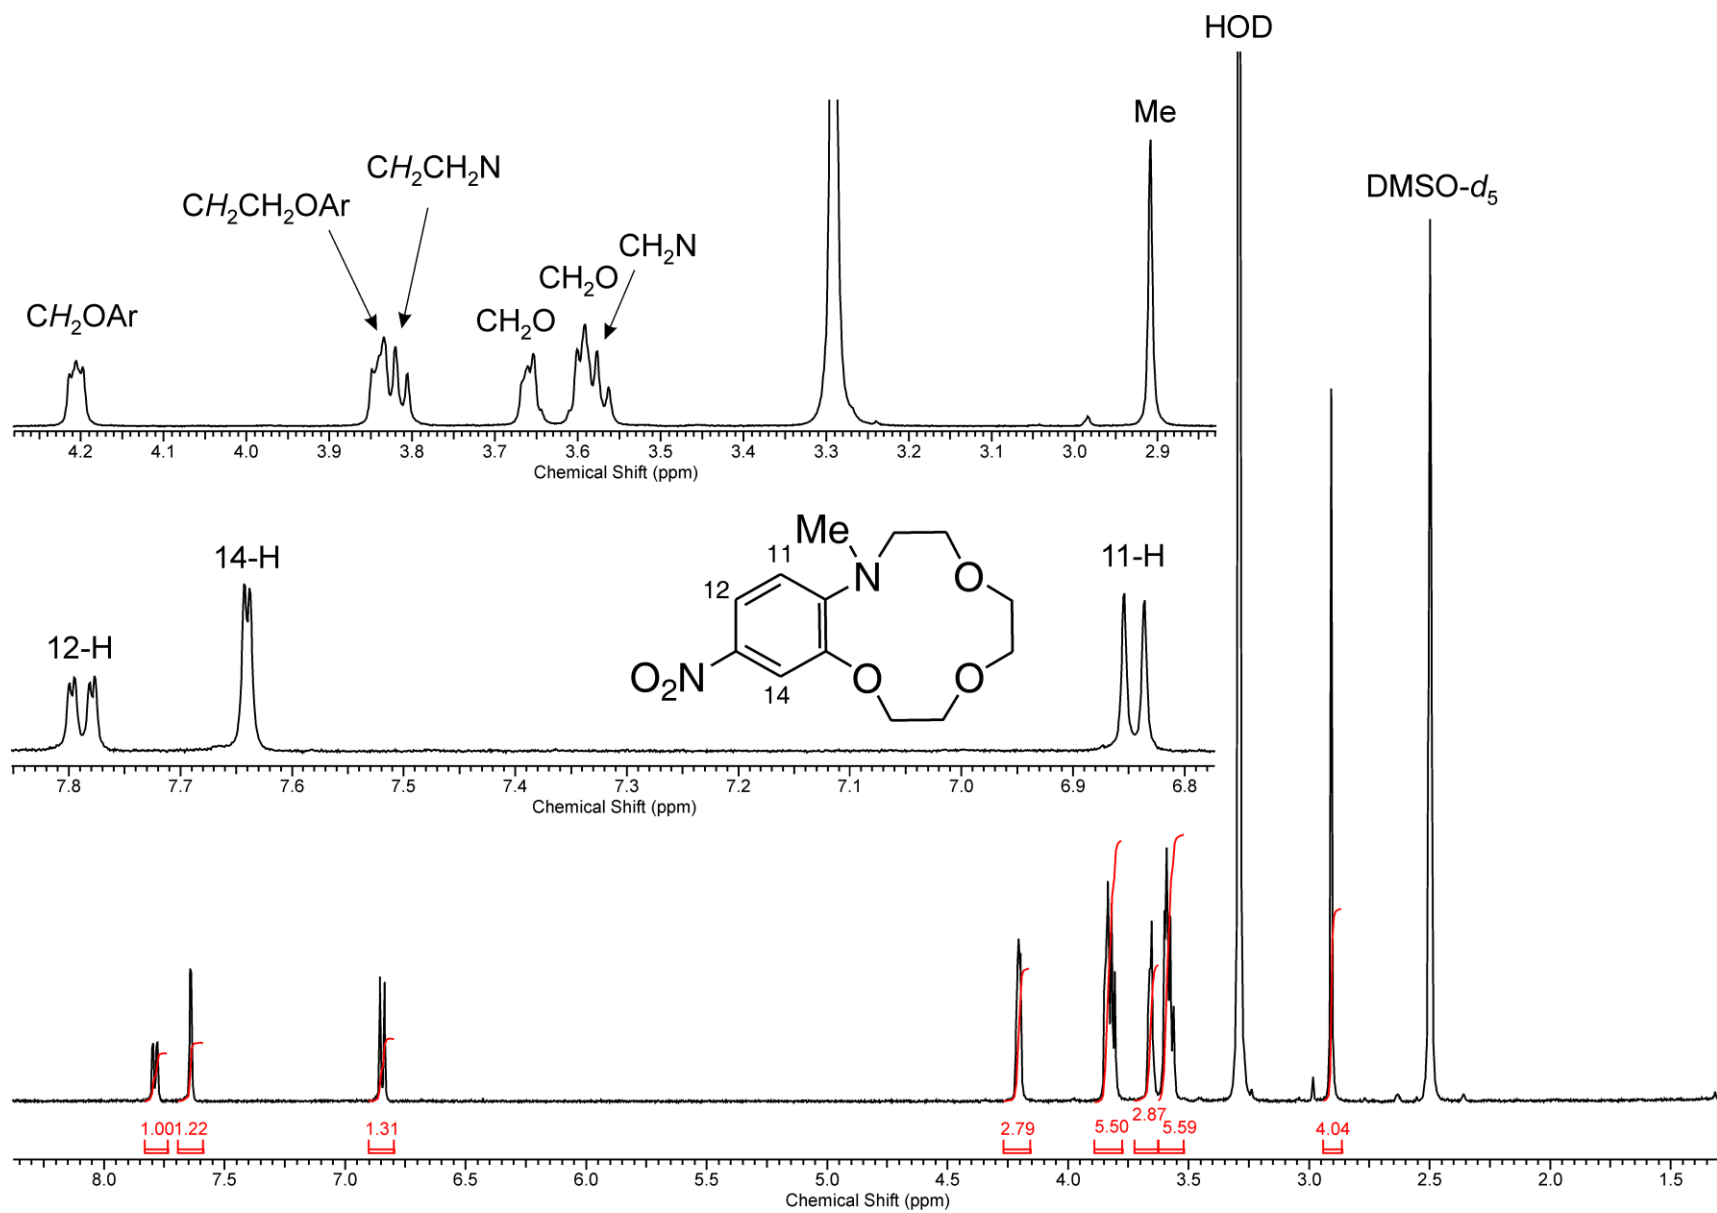 HOD
Me
CH₂CH₂N
DMSO-d₅
CH₂CH₂OAr
CH₂N
CH₂O
CH₂OAr
CH₂O
4.2 4.1 4.0 3.9 3.8 3.7 3.6 3.5 3.4 3.3 3.2 3.1 3.0 2.9
Chemical Shift (ppm)
Me
14-H
11
11-H
N
O
12
12-H
O₂N
O
O
14
7.8 7.7 7.6 7.5 7.4 7.3 7.2 7.1 7.0 6.9 6.8
Chemical Shift (ppm)
1.00 1.22 1.31 2.79 5.50 2.87 5.59 4.04
8.0 7.5 7.0 6.5 6.0 5.5 5.0 4.5 4.0 3.5 3.0 2.5 2.0 1.5
Chemical Shift (ppm)